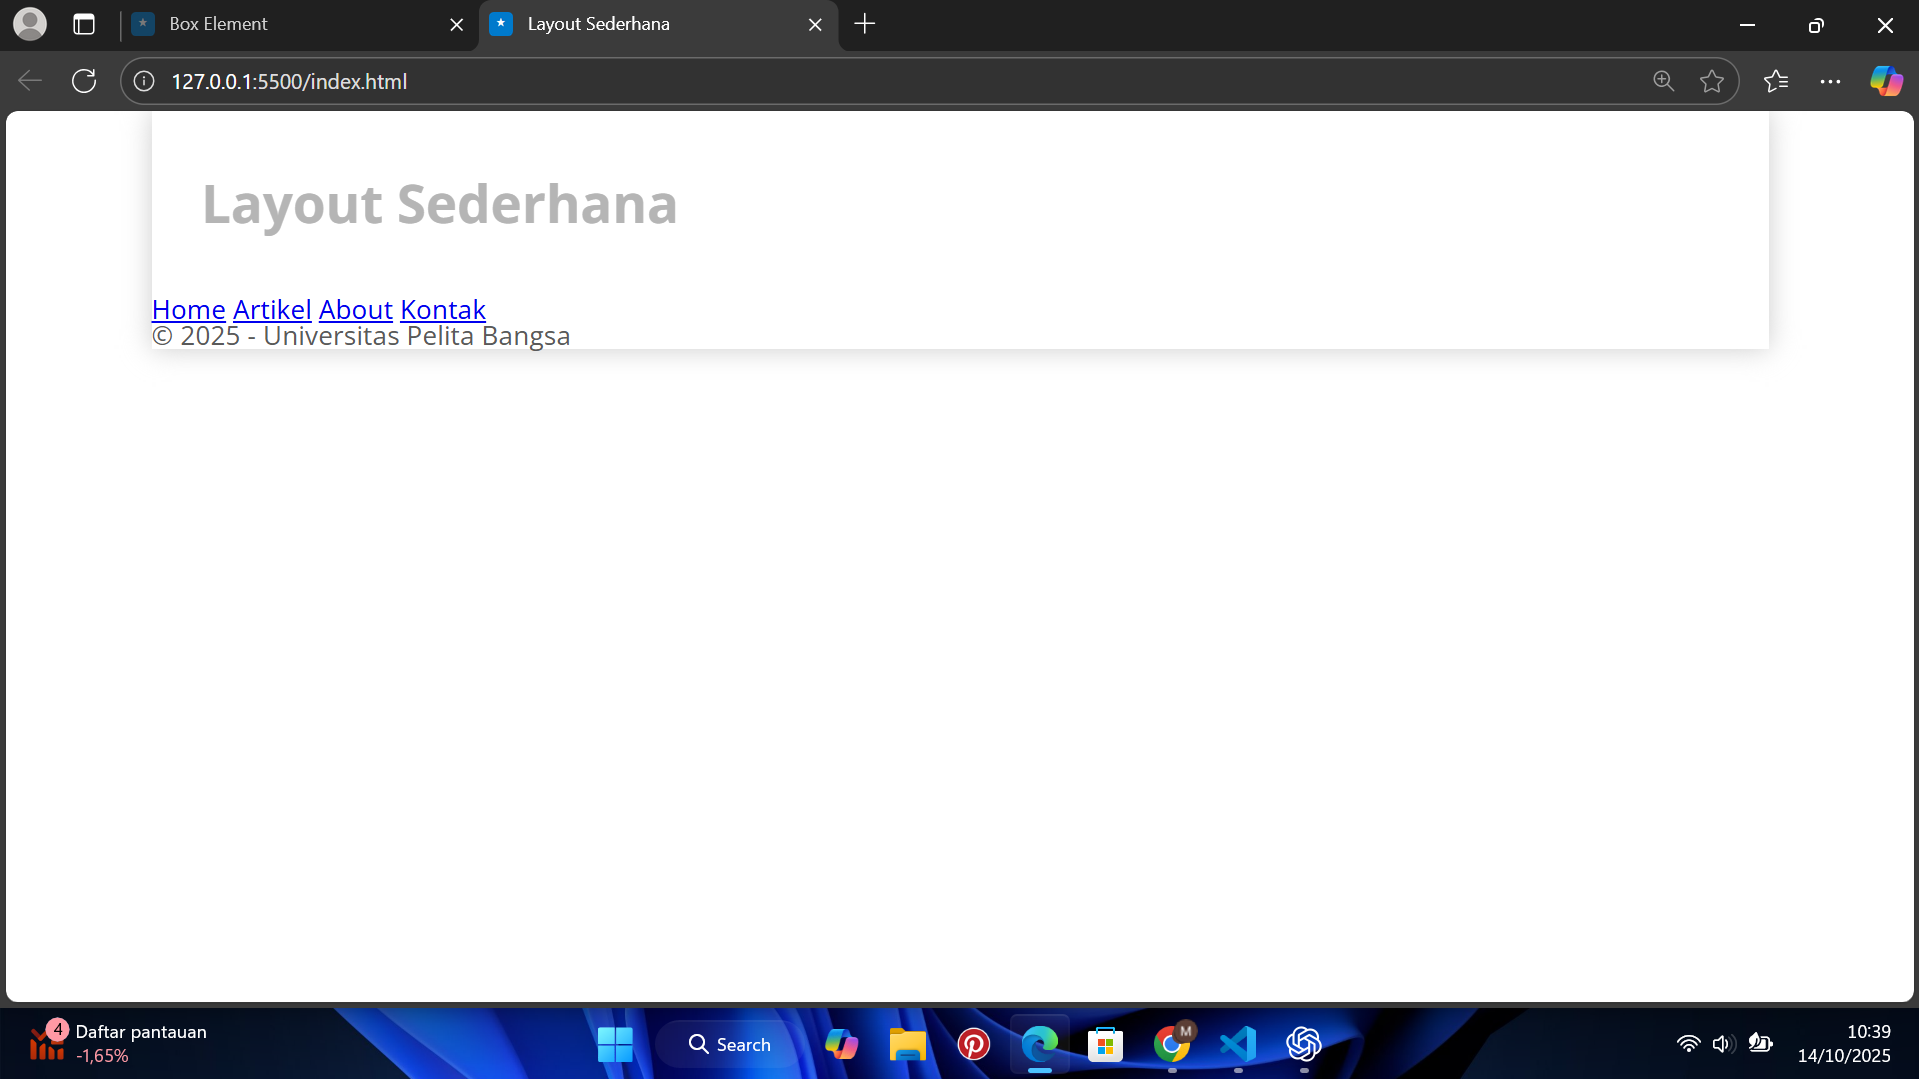 Box Element
Layout Sederhana
127.0.0.1:5500/index.html
Layout Sederhana
Home Artikel About Kontak
© 2025 - Universitas Pelita Bangsa
4
Daftar pantauan
-1,65%
Search
M
10:39
14/10/2025